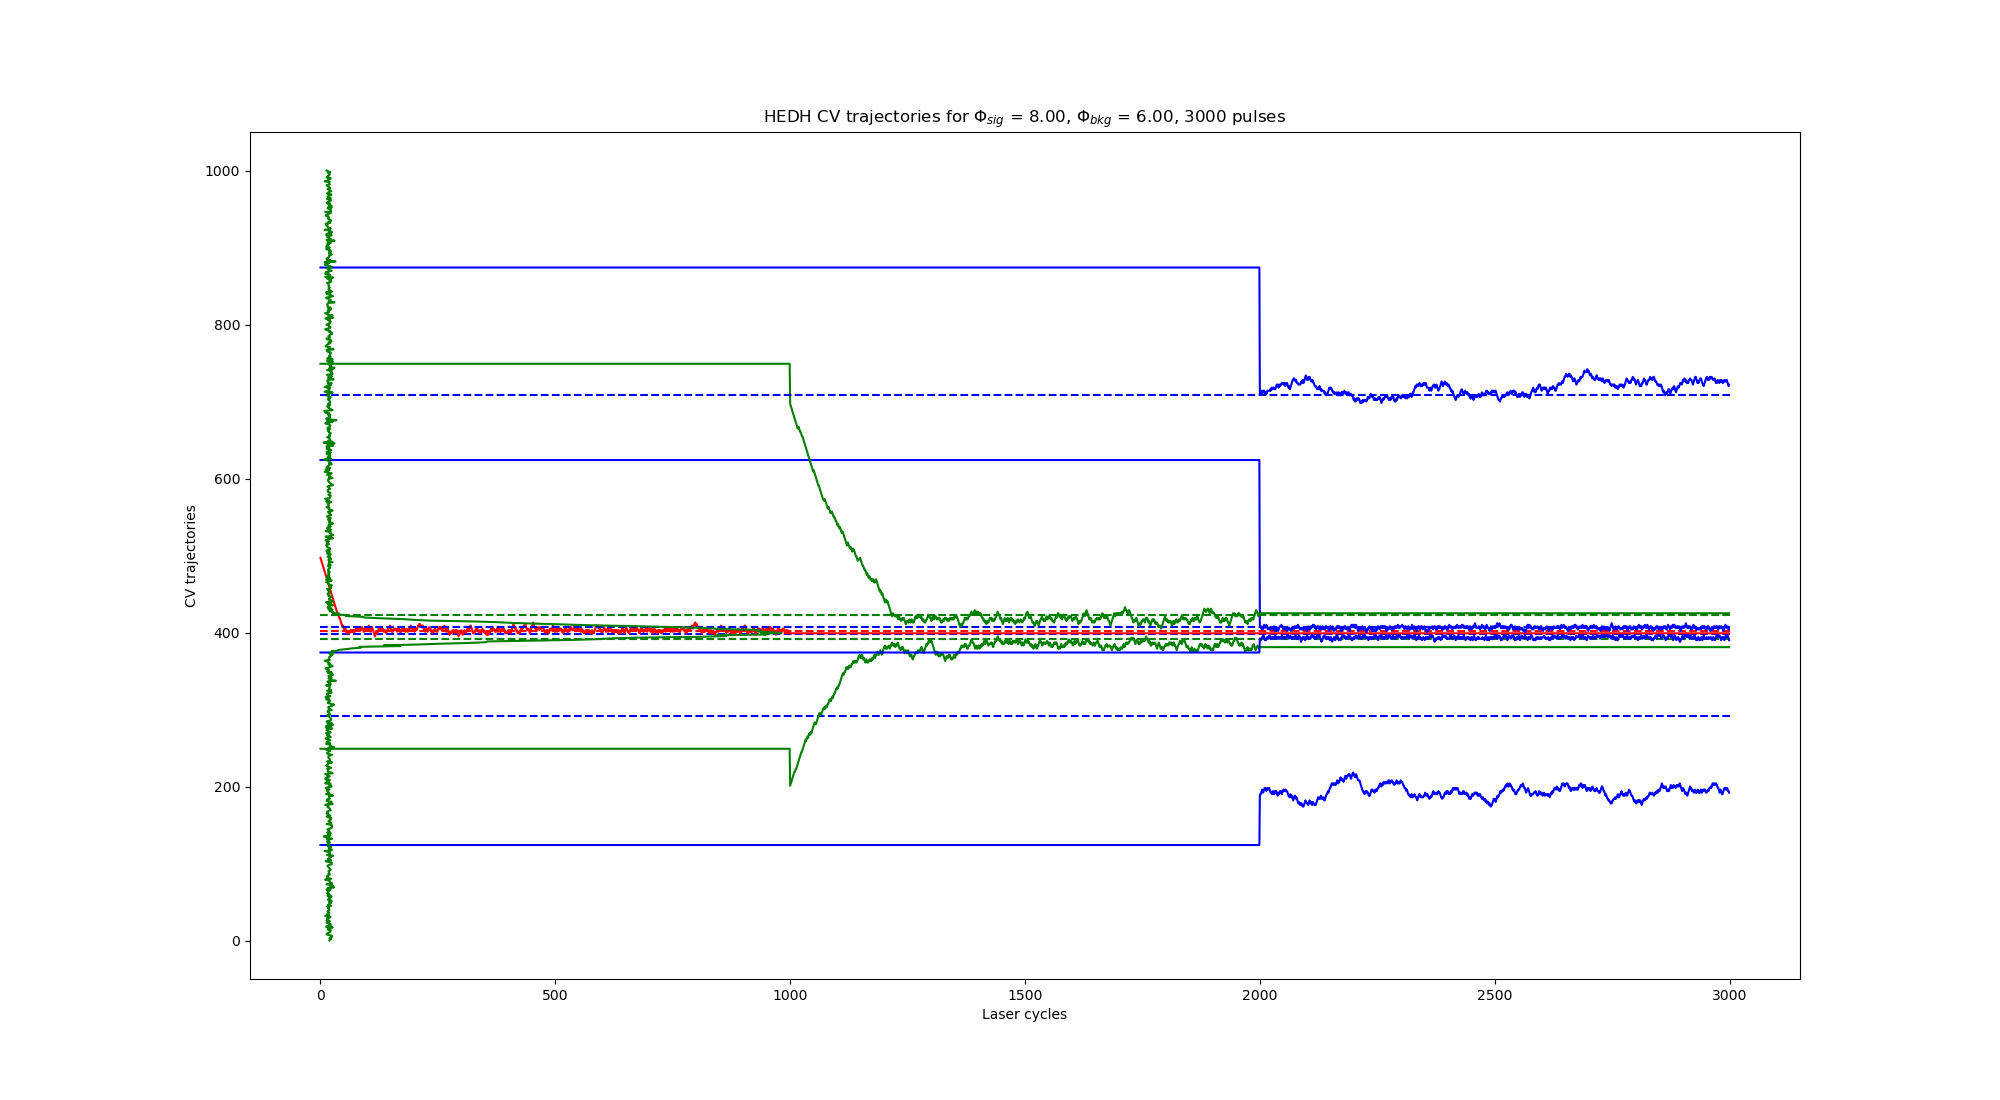 HEDH CV trajectories for Φsig = 8.00, Φbkg = 6.00, 3000 pulses
1000
800
600
400
200
0
CV trajectories
0 500 1000 1500 2000 2500 3000
Laser cycles